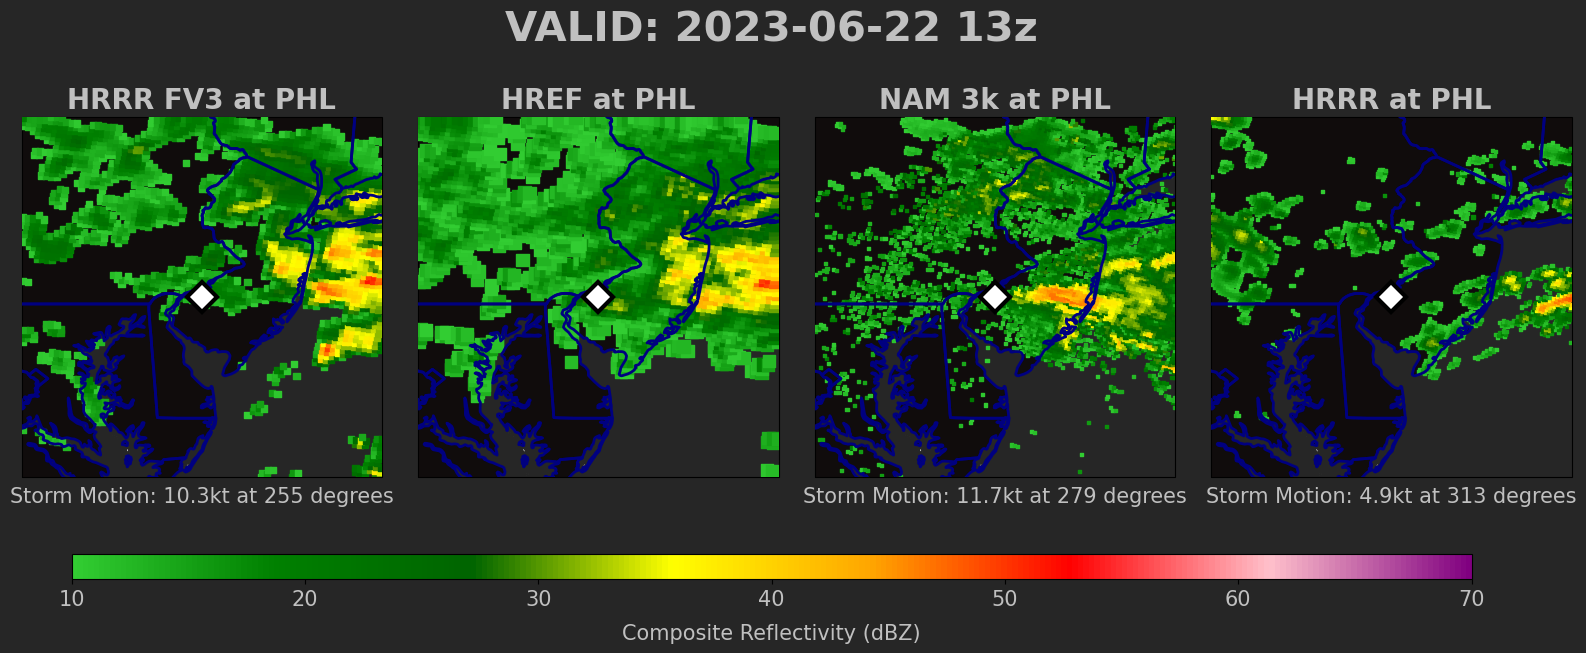 VALID: 2023-06-22 13z
HRRR FV3 at PHL
HREF at PHL
NAM 3k at PHL
HRRR at PHL
Storm Motion: 10.3kt at 255 degrees
Storm Motion: 11.7kt at 279 degrees
Storm Motion: 4.9kt at 313 degrees
10 20 30 40 50 60 70
Composite Reflectivity (dBZ)